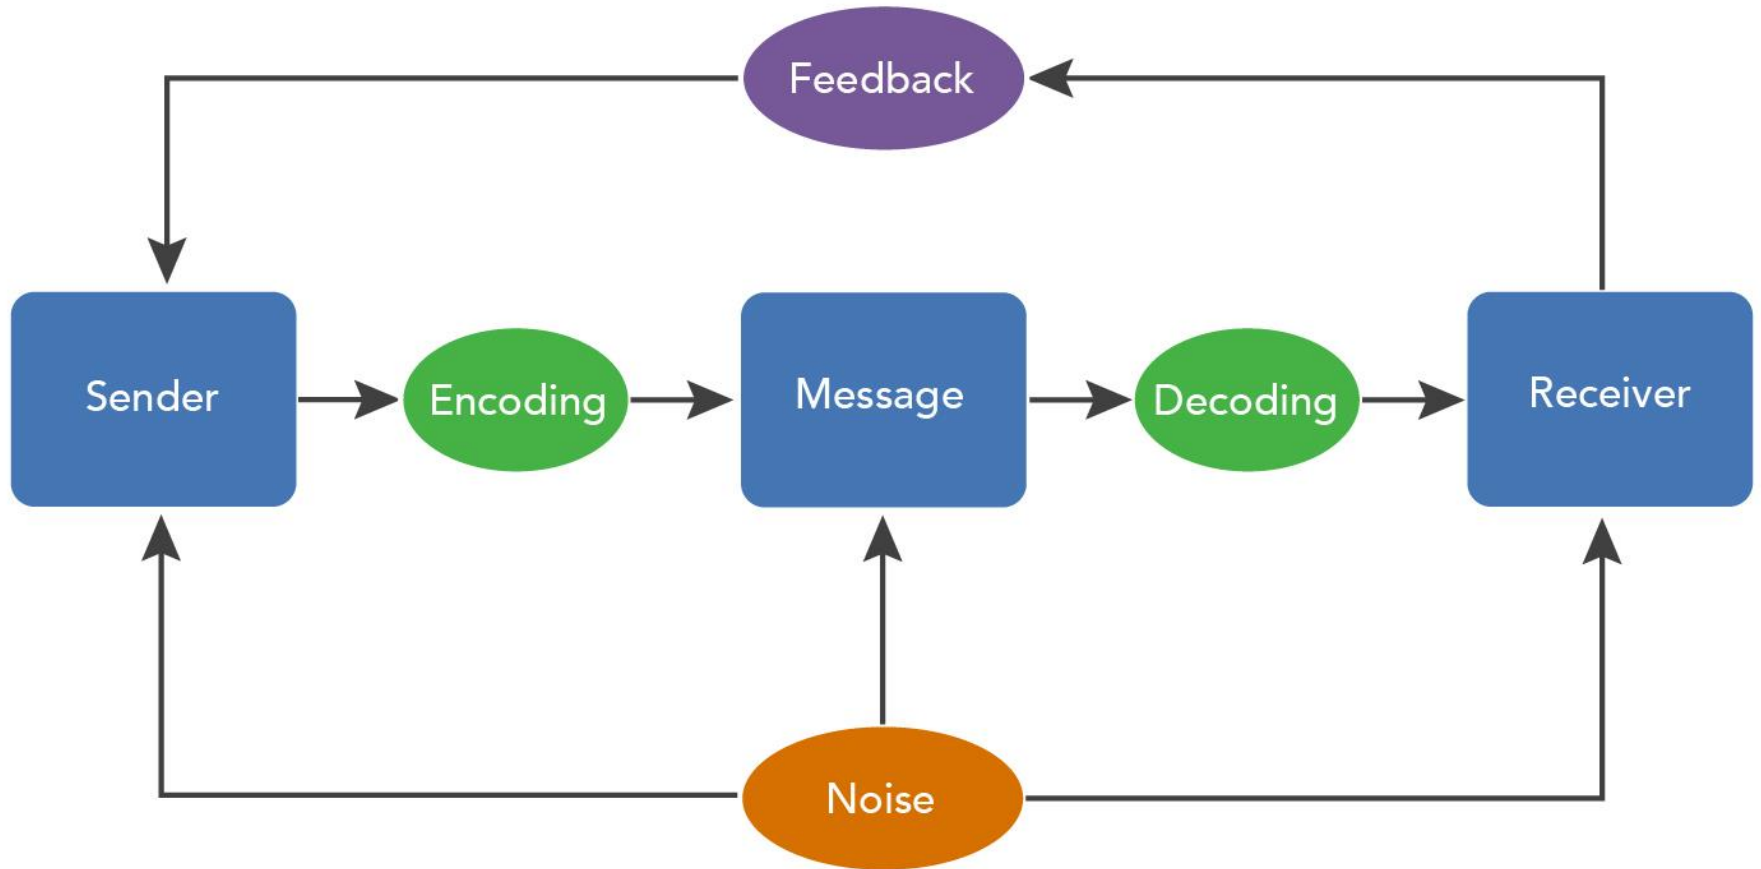 Feedback
Sender
Encoding
Message
Decoding
Receiver
Noise